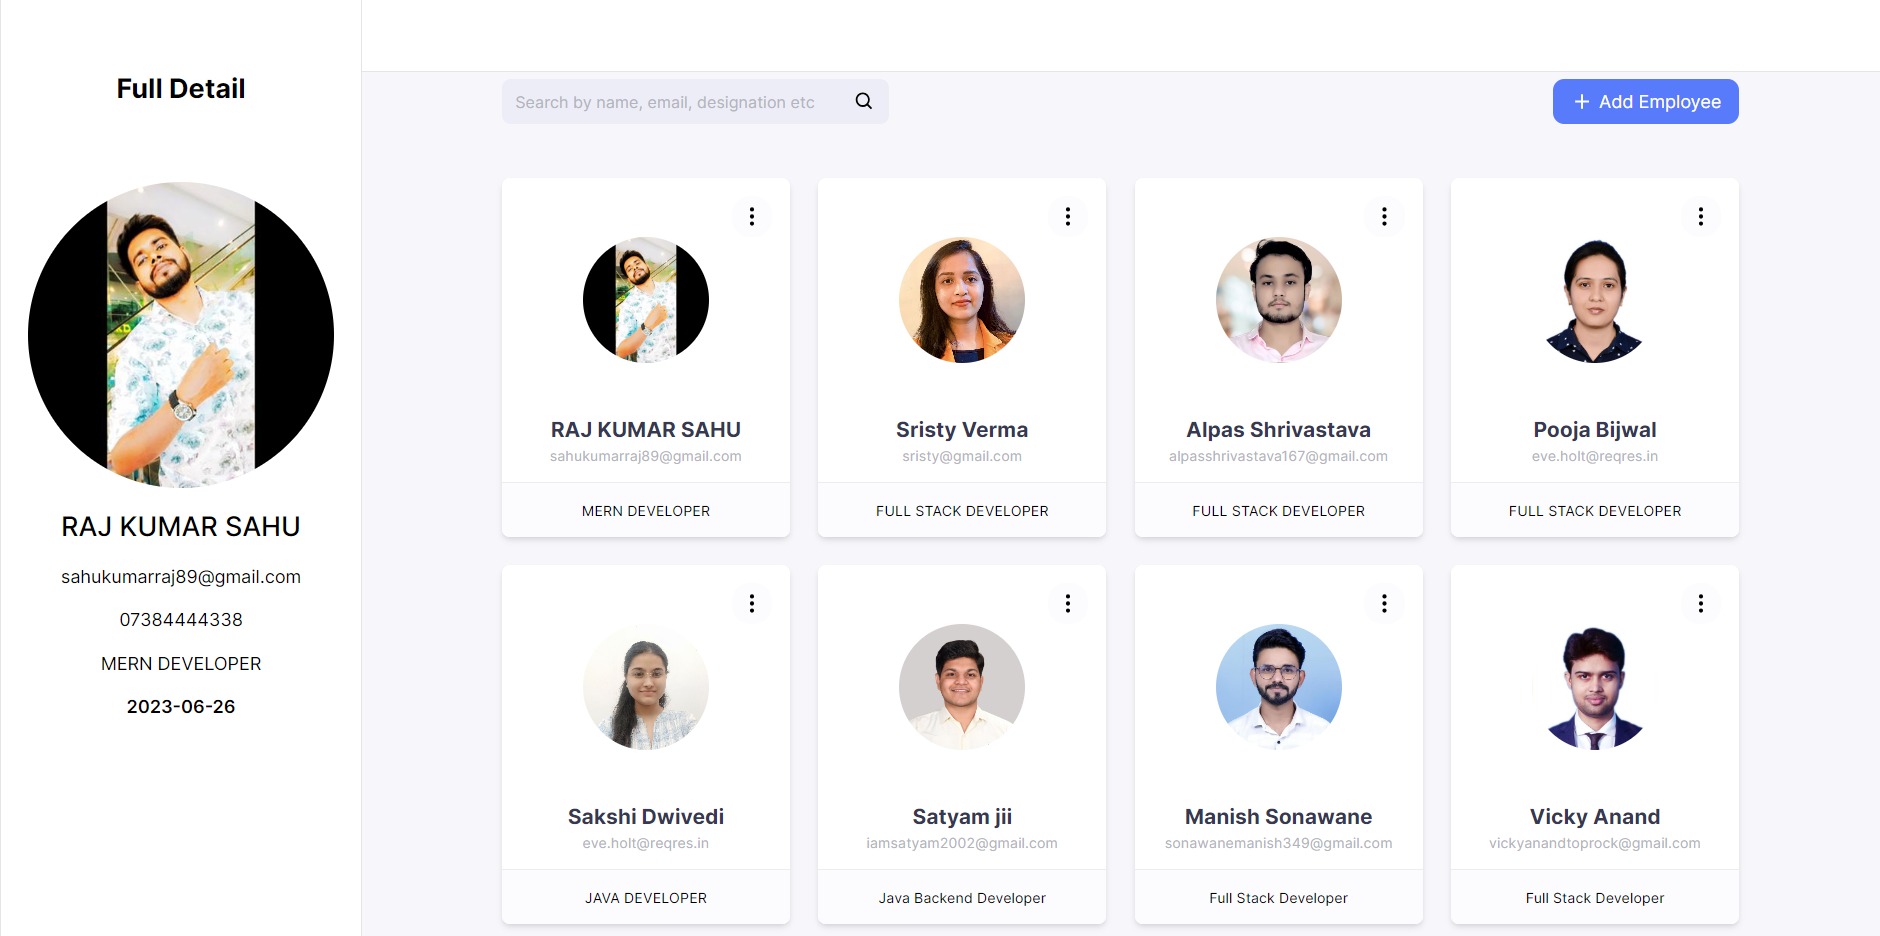 Full Detail
RAJ KUMAR SAHU
sahukumarraj89@gmail.com
07384444338
MERN DEVELOPER
2023-06-26
Search by name, email, designation etc
+ Add Employee
RAJ KUMAR SAHU
sahukumarraj89@gmail.com
MERN DEVELOPER
Sristy Verma
sristy@gmail.com
FULL STACK DEVELOPER
Alpas Shrivastava
alpasshrivastava167@gmail.com
FULL STACK DEVELOPER
Pooja Bijwal
eve.holt@reqres.in
FULL STACK DEVELOPER
Sakshi Dwivedi
eve.holt@reqres.in
JAVA DEVELOPER
Satyam jii
iamsatyam2002@gmail.com
Java Backend Developer
Manish Sonawane
sonawanemanish349@gmail.com
Full Stack Developer
Vicky Anand
vickyanandtoprock@gmail.com
Full Stack Developer